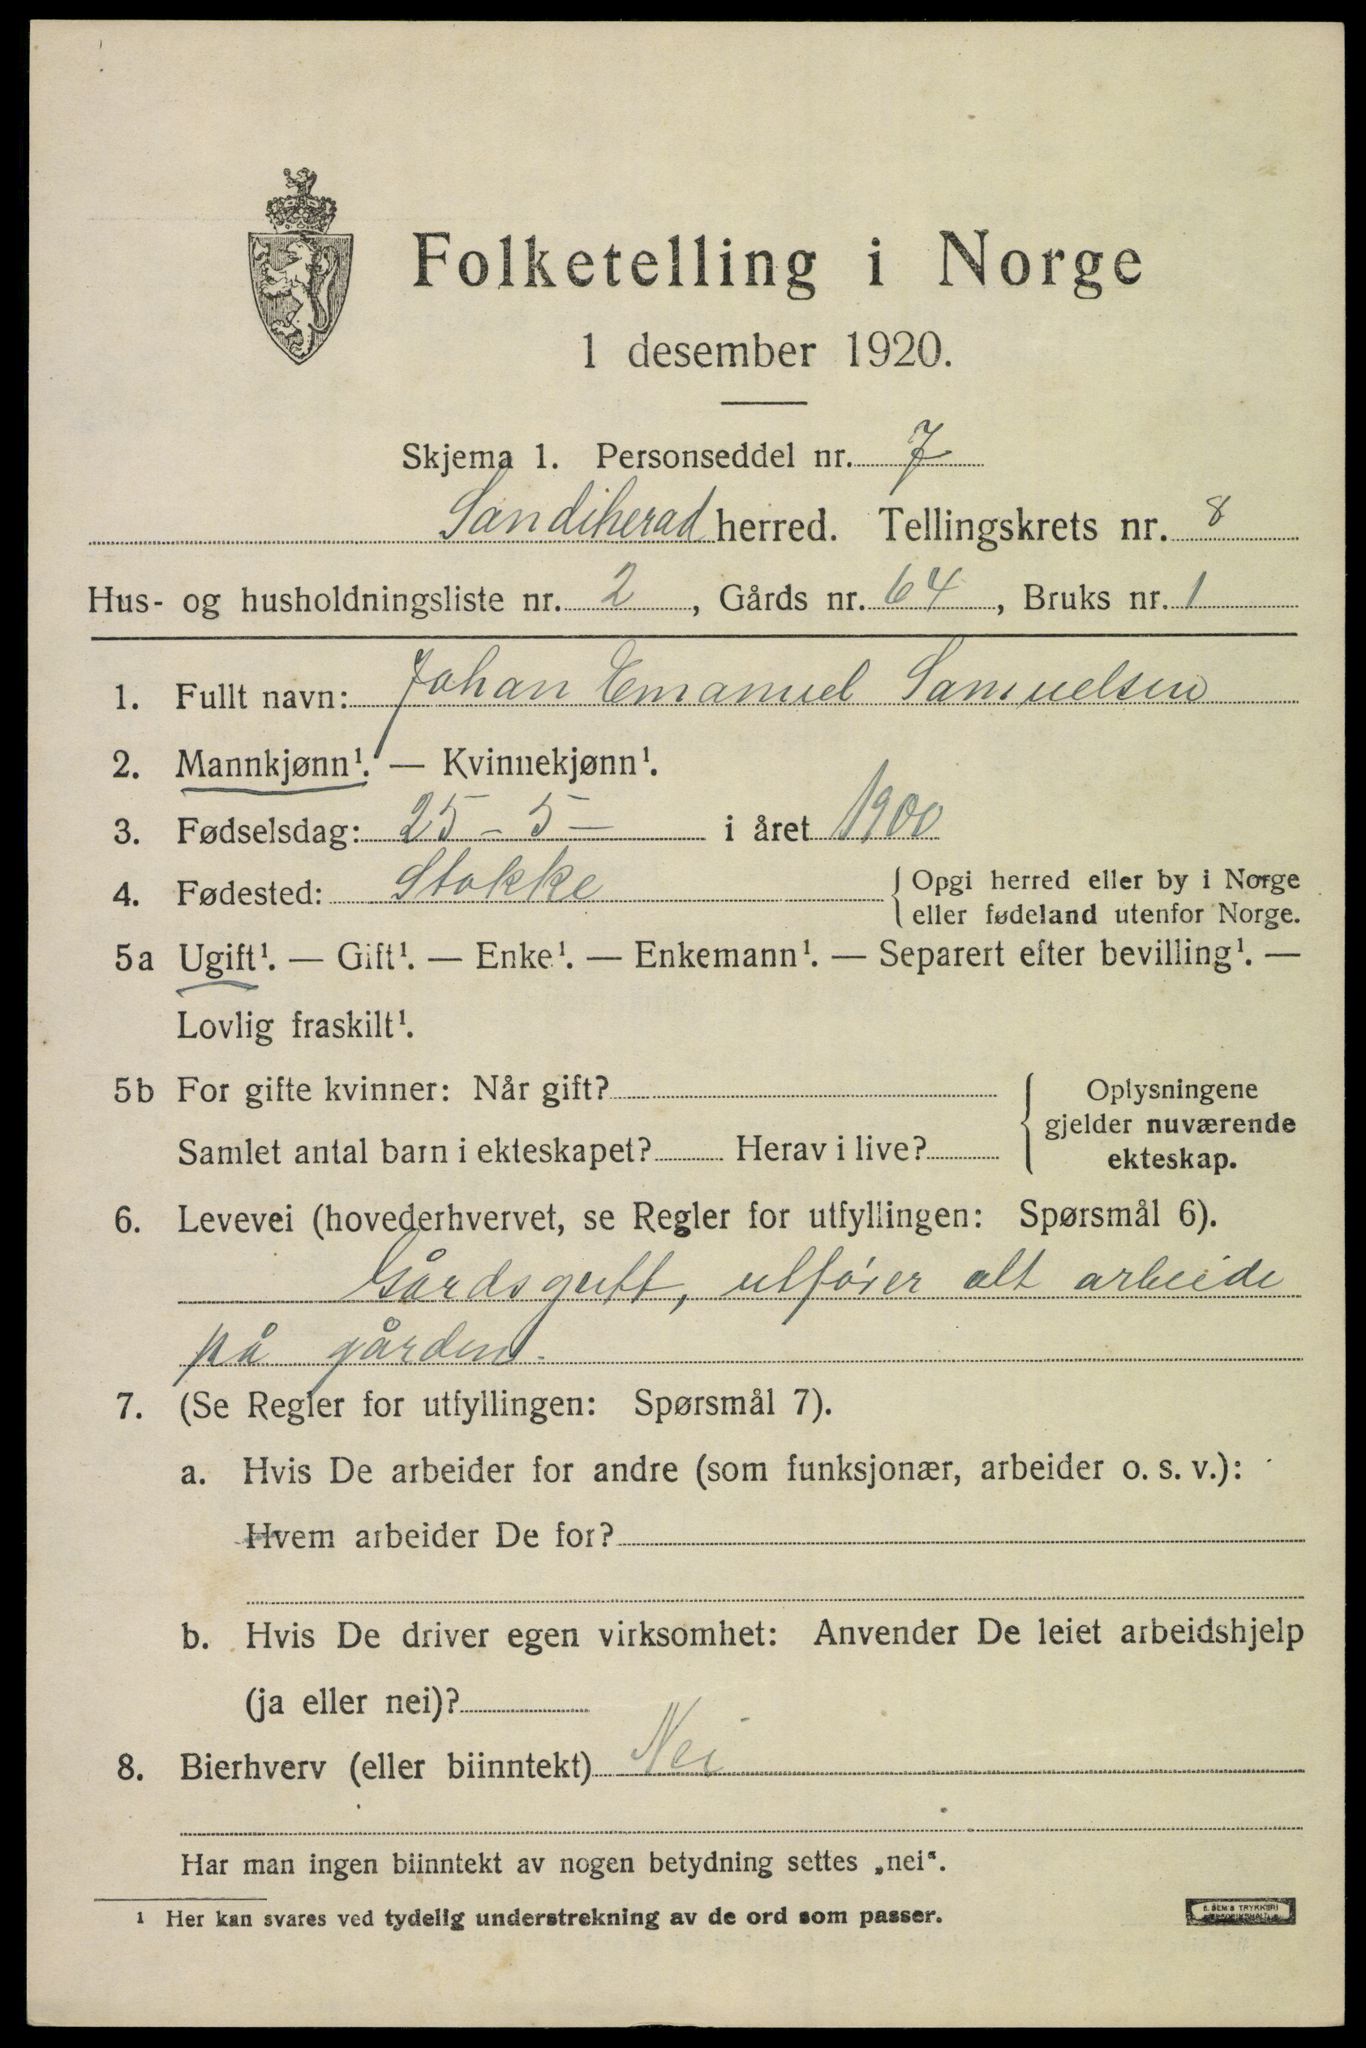 Folketelling i Norge
1 desember 1920.
Skjema 1. Personseddel nr. 7
Sandiherad herred. Tellingskrets nr. 8
Hus- og husholdningsliste nr. 2, Gårds nr. 64, Bruks nr. 1
1. Fullt navn: Johan Emanuel Samuelsen
2. Mannkjønn¹. — Kvinnekjønn¹.
3. Fødselsdag: 25 - 5 - i året 1900
4. Fødested: Stokke { Opgi herred eller by i Norge
eller fødeland utenfor Norge.
5a Ugift¹. — Gift¹. — Enke¹. — Enkemann¹. — Separert efter bevilling¹. —
Lovlig fraskilt¹.
5b For gifte kvinner: Når gift? { Oplysningene
gjelder nuværende
Samlet antal barn i ekteskapet? Herav i live? ekteskap.
6. Levevei (hovederhvervet, se Regler for utfyllingen: Spørsmål 6).
Gårdsgutt, utfører alt arbeide
på gården.
7. (Se Regler for utfyllingen: Spørsmål 7).
a. Hvis De arbeider for andre (som funksjonær, arbeider o. s. v.):
Hvem arbeider De for?
b. Hvis De driver egen virksomhet: Anvender De leiet arbeidshjelp
(ja eller nei)?
8. Bierhverv (eller biinntekt) Nei
Har man ingen biinntekt av nogen betydning settes „nei“.
1 Her kan svares ved tydelig understrekning av de ord som passer.